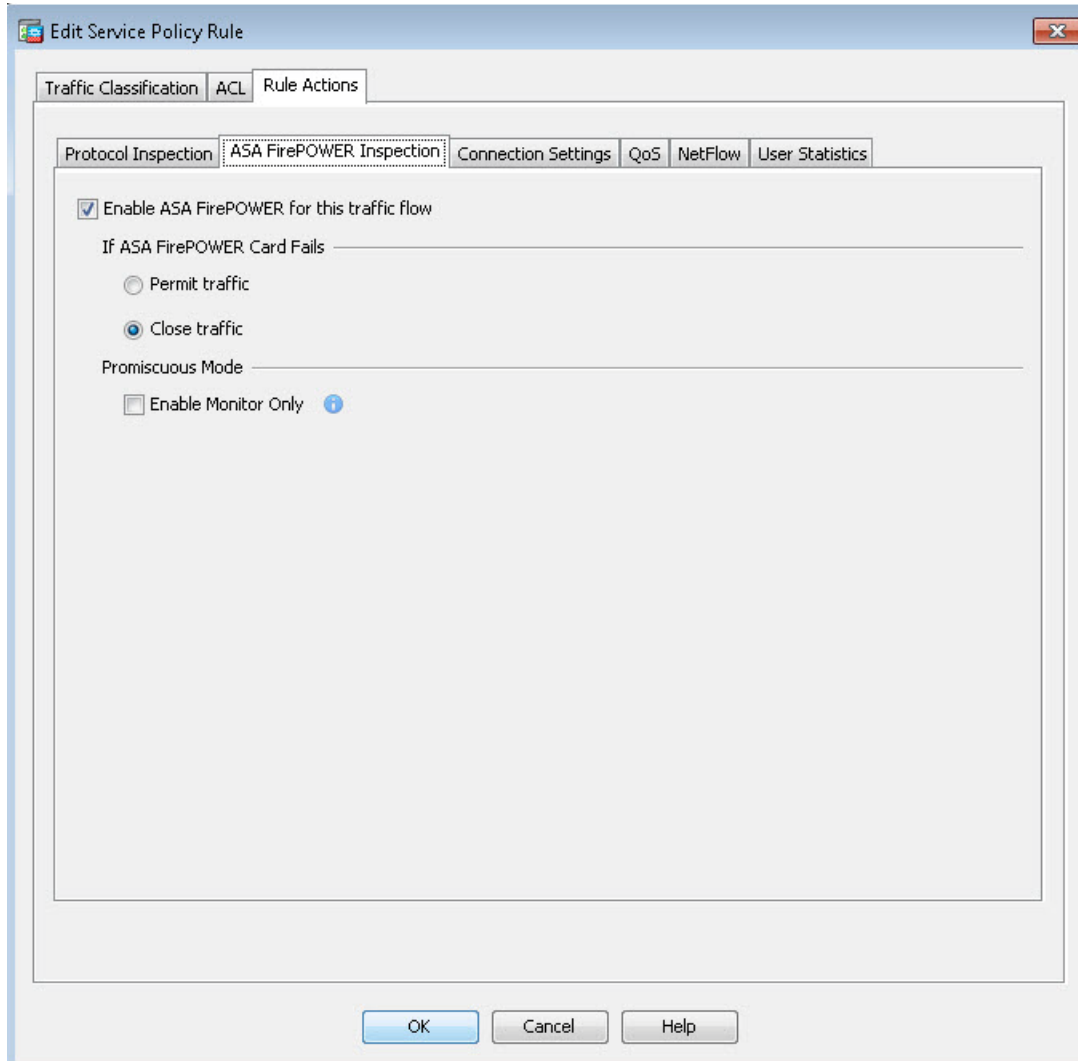 Edit Service Policy Rule
Traffic Classification ACL Rule Actions
Protocol Inspection ASA FirePOWER Inspection Connection Settings QoS NetFlow User Statistics
Enable ASA FirePOWER for this traffic flow
If ASA FirePOWER Card Fails
Permit traffic
Close traffic
Promiscuous Mode
Enable Monitor Only
OK Cancel Help